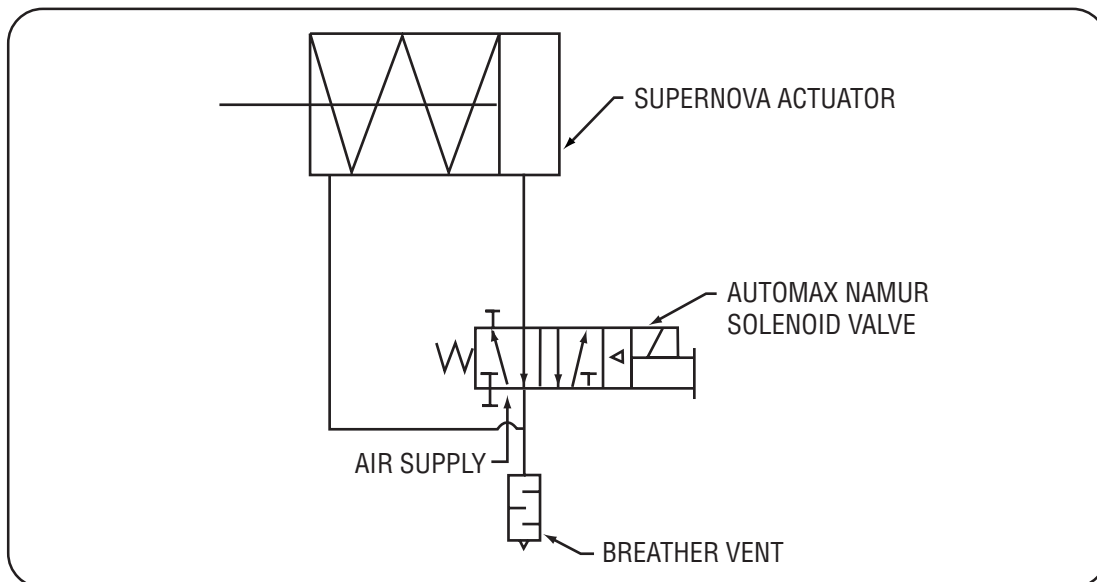 SUPERNOVA ACTUATOR
AUTOMAX NAMUR
SOLENOID VALVE
AIR SUPPLY
BREATHER VENT